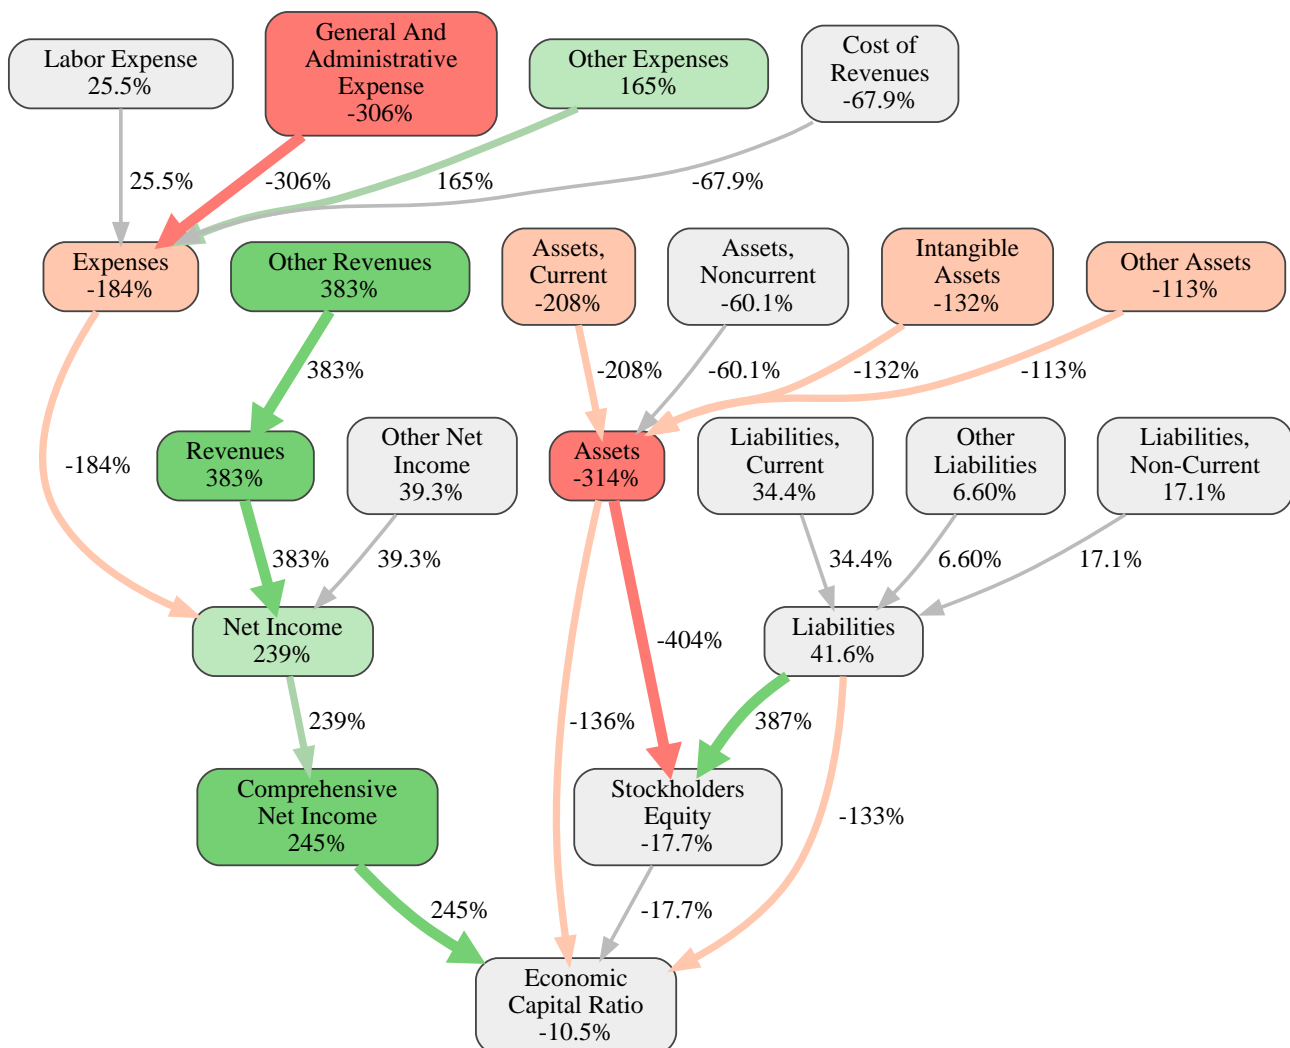 Labor Expense
25.5%
General And
Administrative
Expense
-306%
Other Expenses
165%
Cost of
Revenues
-67.9%
25.5%
-306%
165%
-67.9%
Expenses
-184%
Other Revenues
383%
Assets,
Current
-208%
Assets,
Noncurrent
-60.1%
Intangible
Assets
-132%
Other Assets
-113%
383%
-208%
-60.1%
-132%
-113%
-184%
Revenues
383%
Other Net
Income
39.3%
Assets
-314%
Liabilities,
Current
34.4%
Other
Liabilities
6.60%
Liabilities,
Non-Current
17.1%
383%
39.3%
34.4%
6.60%
17.1%
Net Income
239%
-404%
Liabilities
41.6%
239%
-136%
387%
Comprehensive
Net Income
245%
Stockholders
Equity
-17.7%
-133%
245%
-17.7%
Economic
Capital Ratio
-10.5%